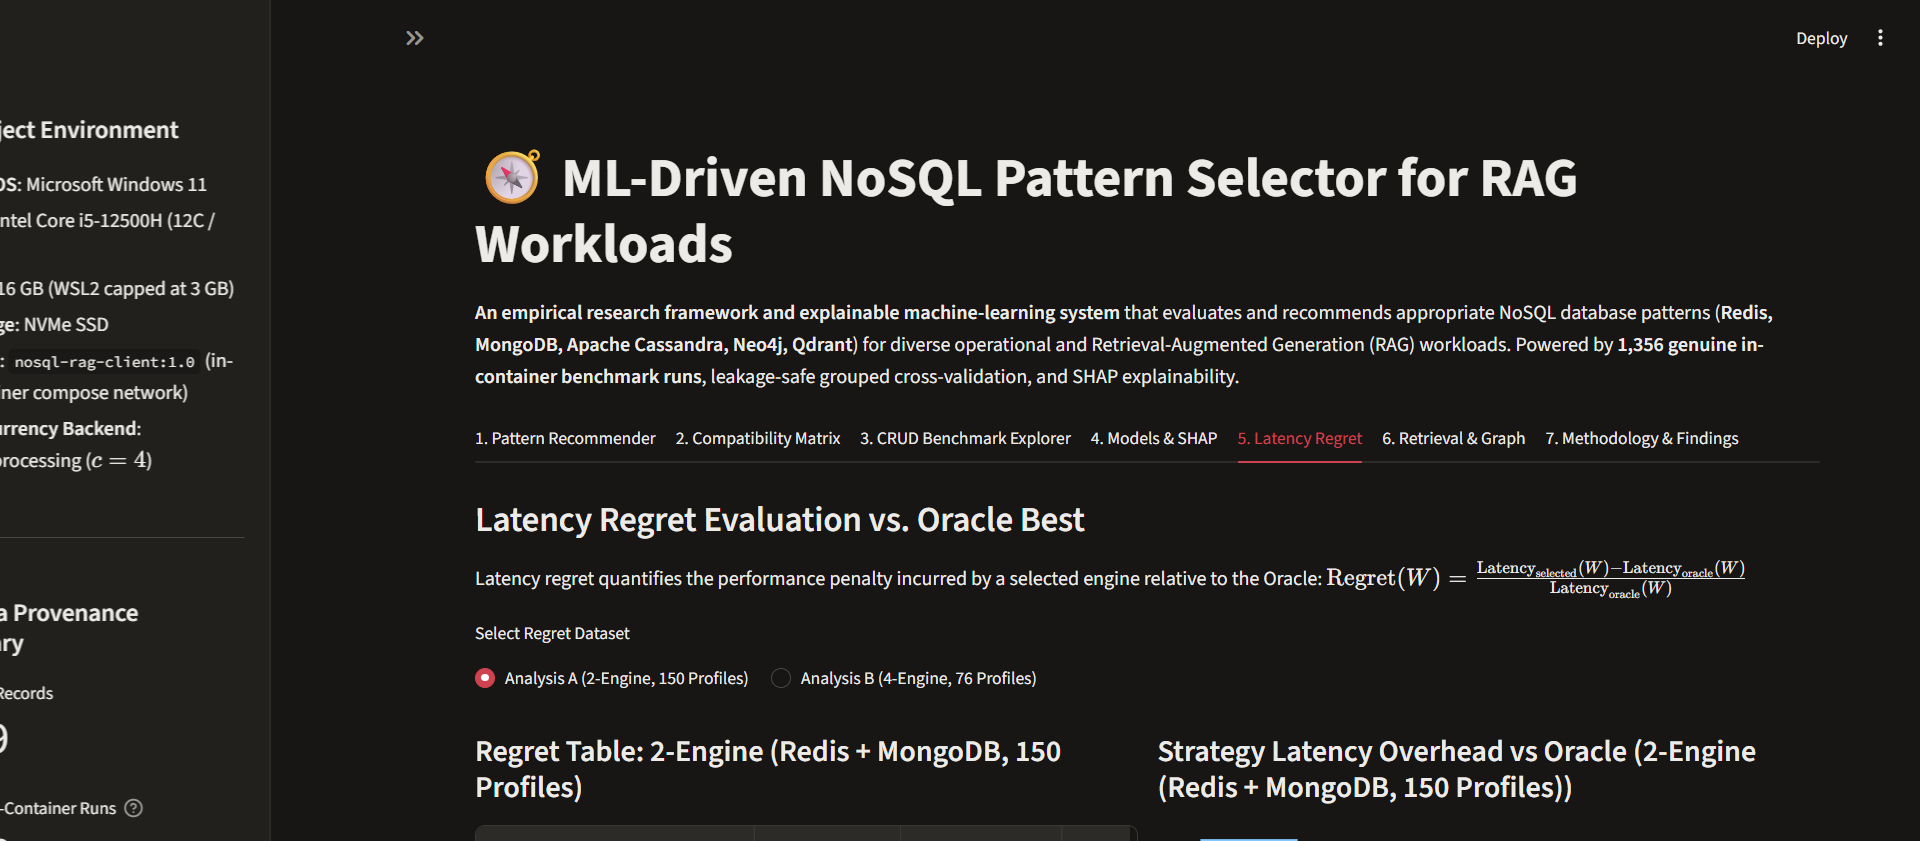 Deploy
ject Environment
OS: Microsoft Windows 11
ntel Core i5-12500H (12C /
16 GB (WSL2 capped at 3 GB)
ge: NVMe SSD
: nosql-rag-client:1.0 (in-
iner compose network)
urrency Backend:
processing (c = 4)
a Provenance
ry
Records
9
-Container Runs
ML-Driven NoSQL Pattern Selector for RAG
Workloads
An empirical research framework and explainable machine-learning system that evaluates and recommends appropriate NoSQL database patterns (Redis,
MongoDB, Apache Cassandra, Neo4j, Qdrant) for diverse operational and Retrieval-Augmented Generation (RAG) workloads. Powered by 1,356 genuine in-
container benchmark runs, leakage-safe grouped cross-validation, and SHAP explainability.
1. Pattern Recommender 2. Compatibility Matrix 3. CRUD Benchmark Explorer 4. Models & SHAP 5. Latency Regret 6. Retrieval & Graph 7. Methodology & Findings
Latency Regret Evaluation vs. Oracle Best
Latency regret quantifies the performance penalty incurred by a selected engine relative to the Oracle: Regret(W) = (Latency_selected(W)−Latency_oracle(W)) / Latency_oracle(W)
Select Regret Dataset
Analysis A (2-Engine, 150 Profiles) Analysis B (4-Engine, 76 Profiles)
Regret Table: 2-Engine (Redis + MongoDB, 150
Profiles)
Strategy Latency Overhead vs Oracle (2-Engine
(Redis + MongoDB, 150 Profiles))